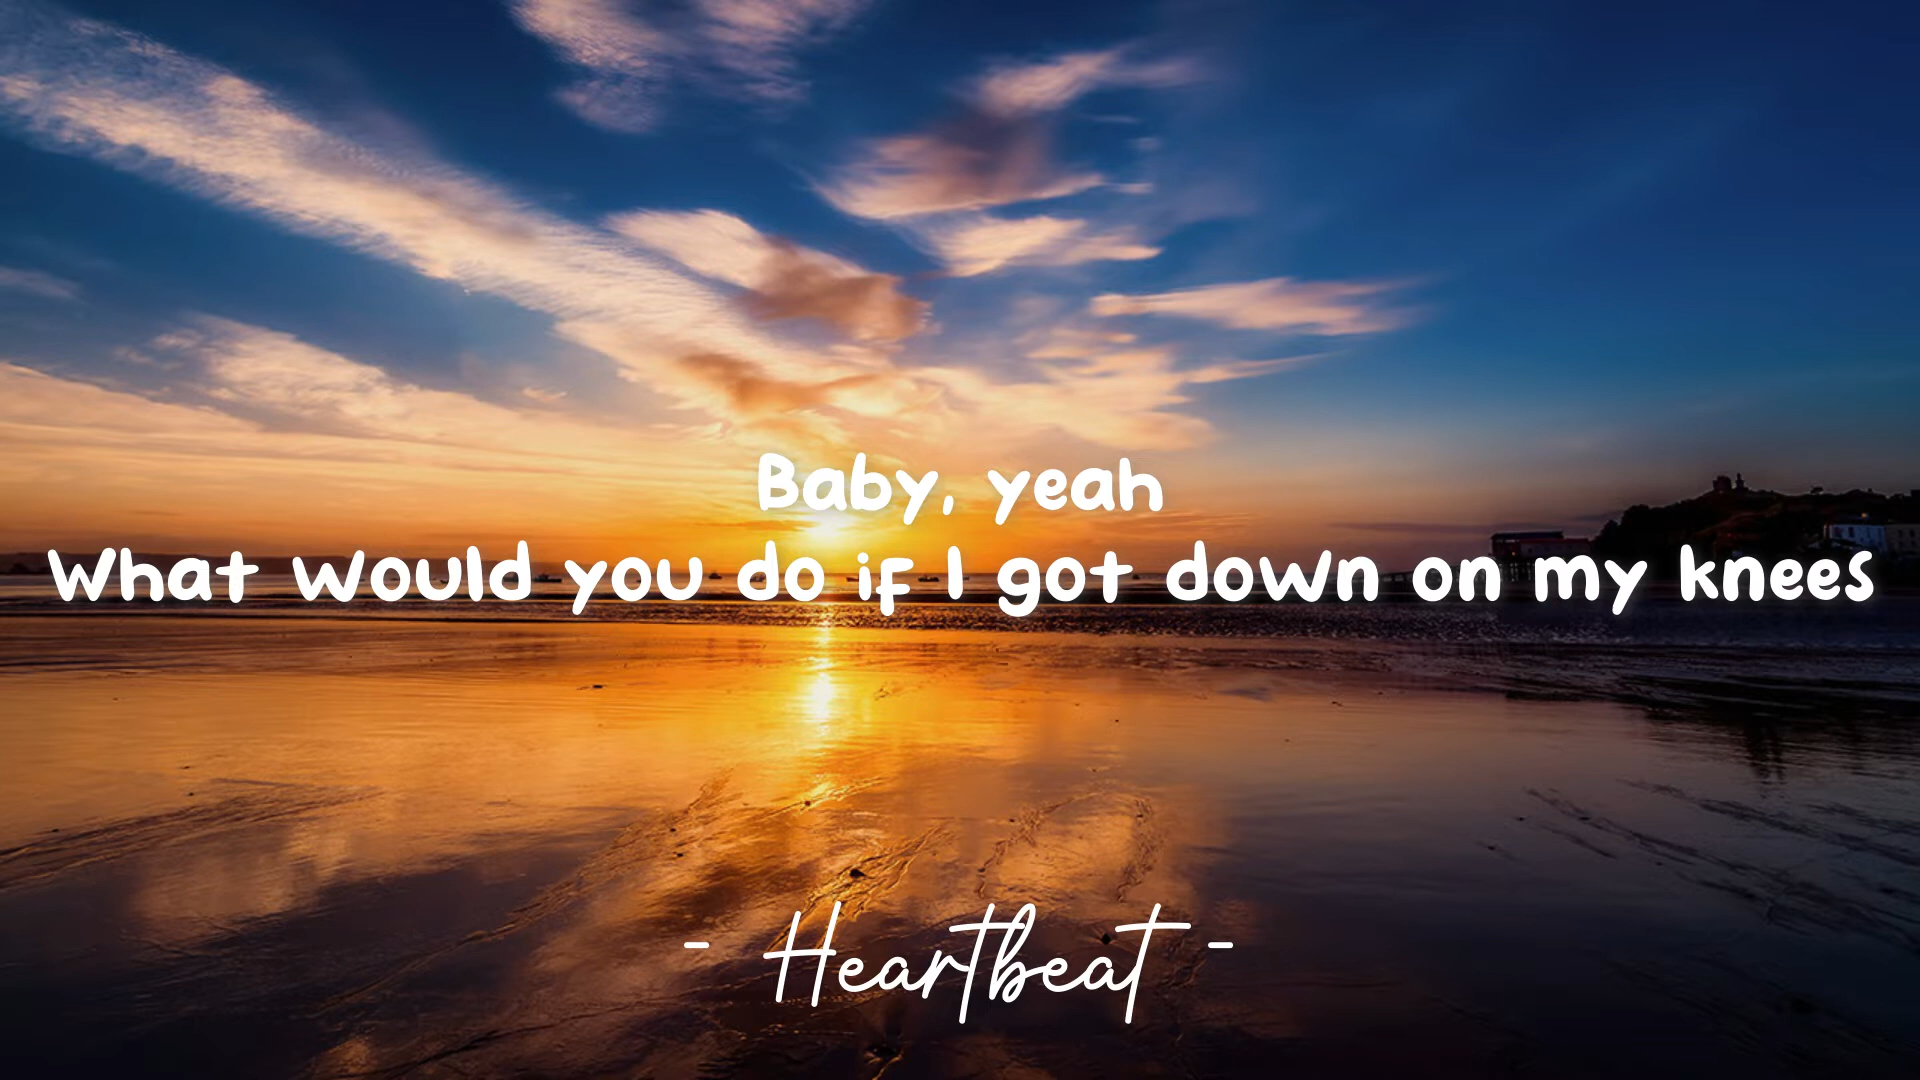 Baby, yeah
What would you do if I got down on my knees
- Heartbeat -